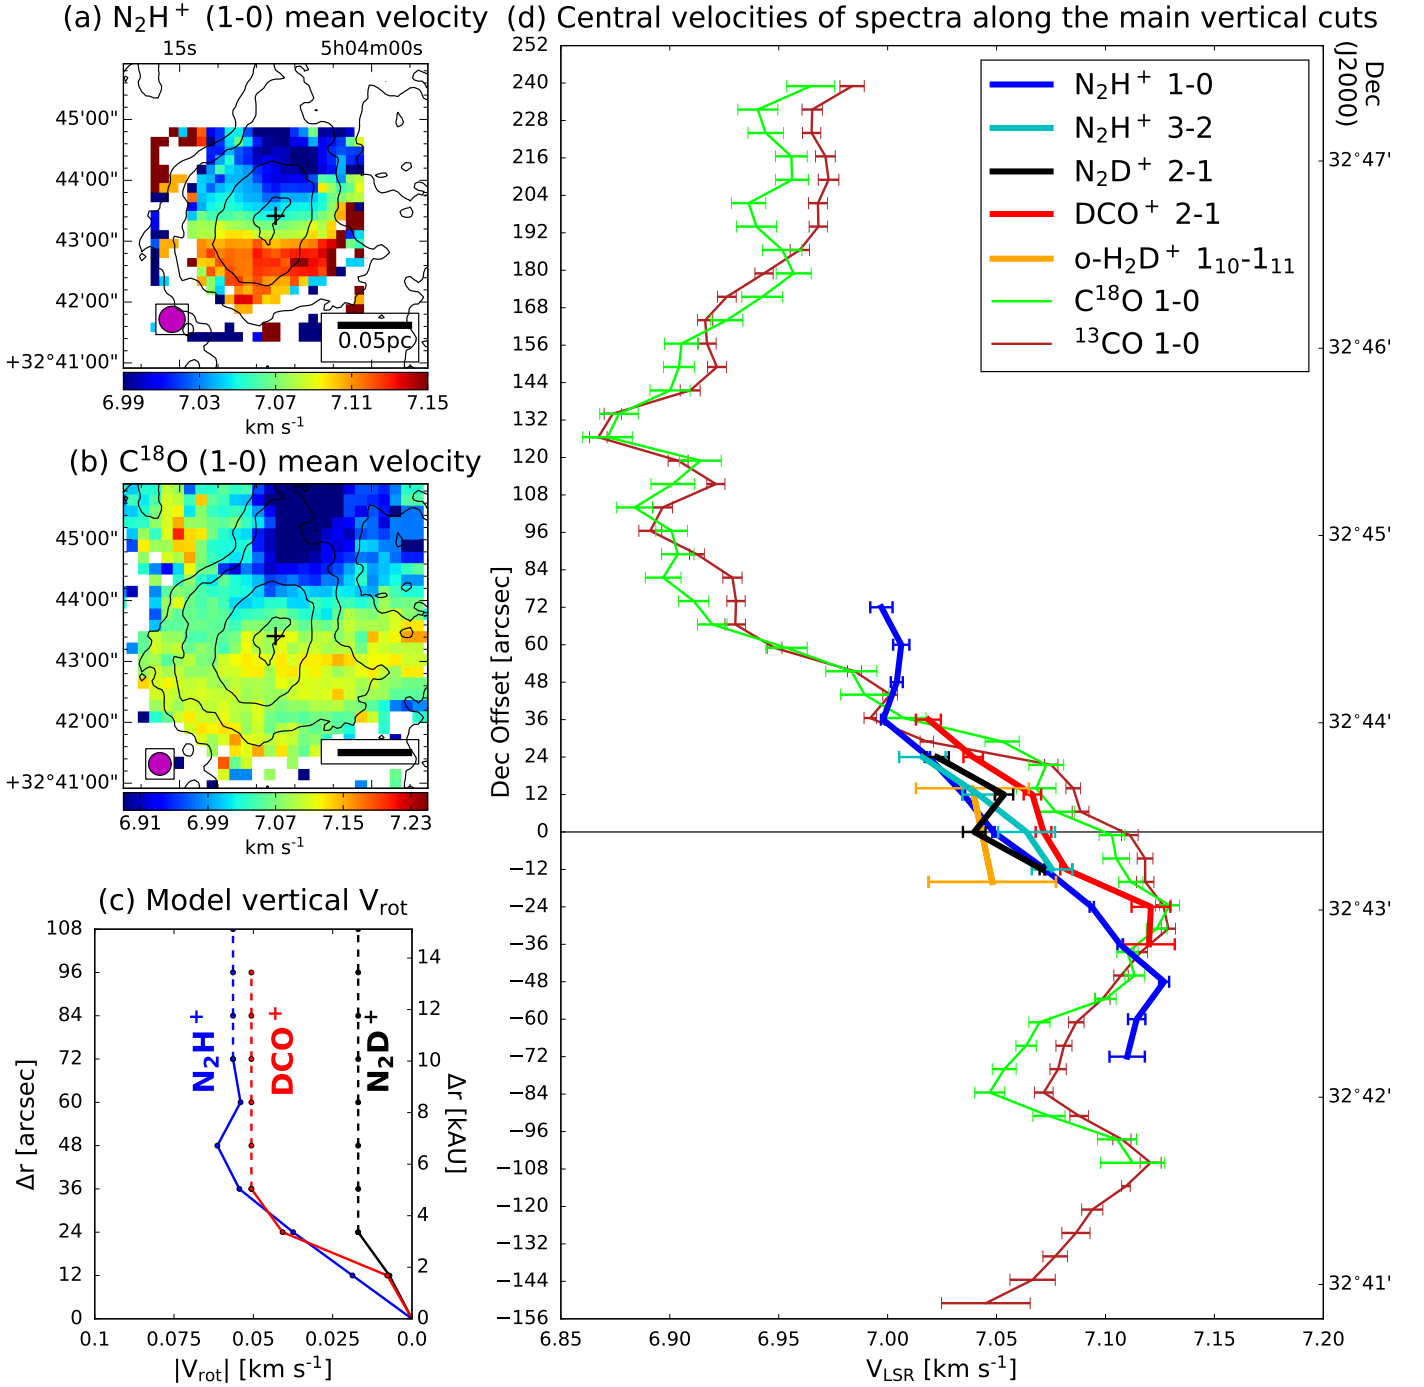 (a) N₂H⁺ (1-0) mean velocity
15s 5h04m00s
45'00"
44'00"
43'00"
42'00"
+32°41'00"
0.05pc
6.99 7.03 7.07 7.11 7.15
km s⁻¹
(b) C¹⁸O (1-0) mean velocity
45'00"
44'00"
43'00"
42'00"
+32°41'00"
6.91 6.99 7.07 7.15 7.23
km s⁻¹
(c) Model vertical V_rot
108
96
84
72
60
48
36
24
12
0
Δr [arcsec]
N₂H⁺
DCO⁺
N₂D⁺
14
12
10
8
6
4
2
0
Δr [kAU]
0.1 0.075 0.05 0.025 0.0
|V_rot| [km s⁻¹]
(d) Central velocities of spectra along the main vertical cuts
252
240
228
216
204
192
180
168
156
144
132
120
108
96
84
72
60
48
36
24
12
0
−12
−24
−36
−48
−60
−72
−84
−96
−108
−120
−132
−144
−156
Dec Offset [arcsec]
N₂H⁺ 1-0
N₂H⁺ 3-2
N₂D⁺ 2-1
DCO⁺ 2-1
o-H₂D⁺ 1₁₀-1₁₁
C¹⁸O 1-0
¹³CO 1-0
Dec
(J2000)
32°47'
32°46'
32°45'
32°44'
32°43'
32°42'
32°41'
6.85 6.90 6.95 7.00 7.05 7.10 7.15 7.20
V_LSR [km s⁻¹]